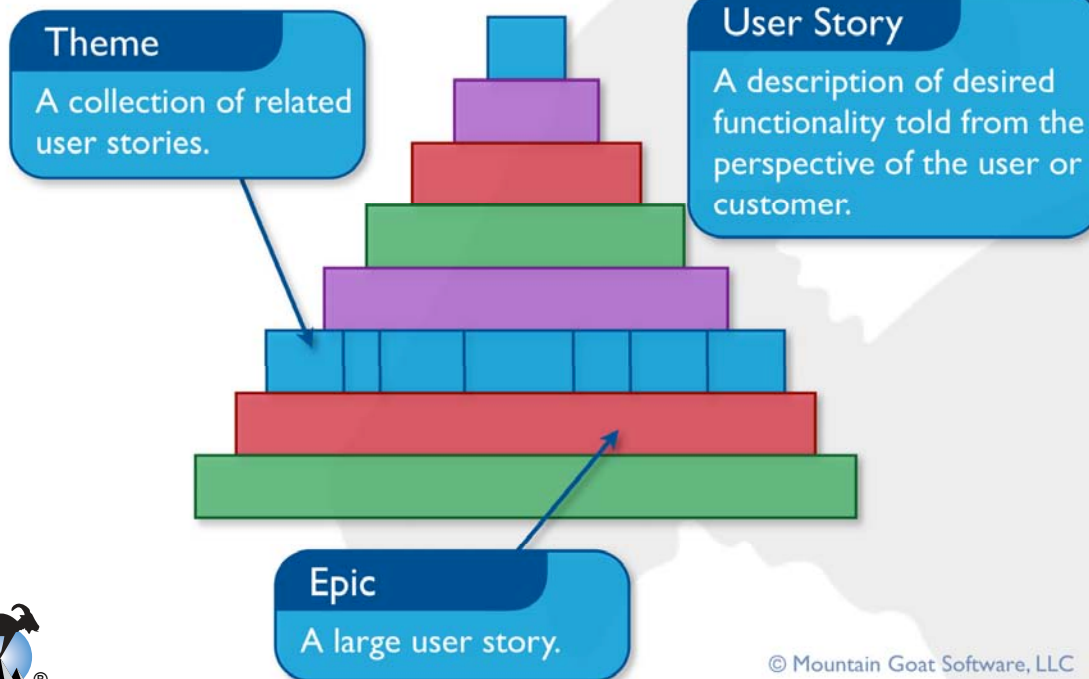 Theme
A collection of related
user stories.
User Story
A description of desired
functionality told from the
perspective of the user or
customer.
Epic
A large user story.
®
© Mountain Goat Software, LLC